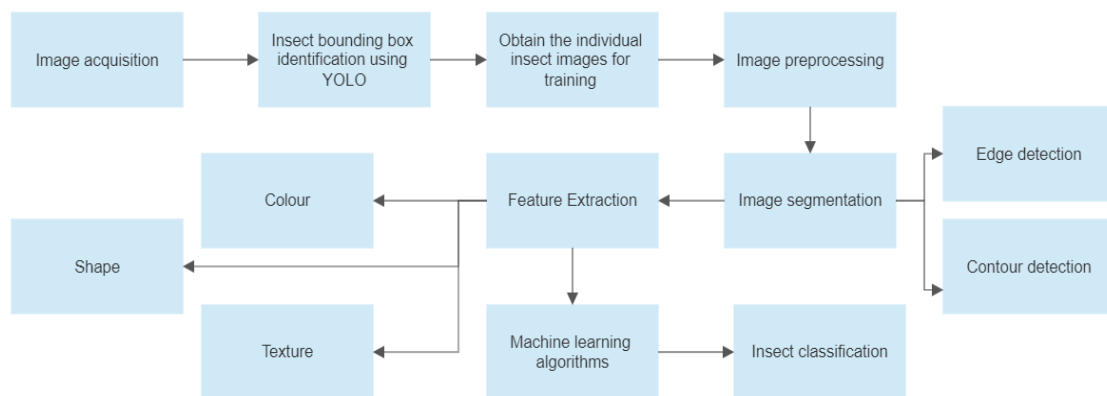 Image acquisition
Insect bounding box
identification using
YOLO
Obtain the individual
insect images for
training
Image preprocessing
Edge detection
Colour
Feature Extraction
Image segmentation
Shape
Contour detection
Texture
Machine learning
algorithms
Insect classification